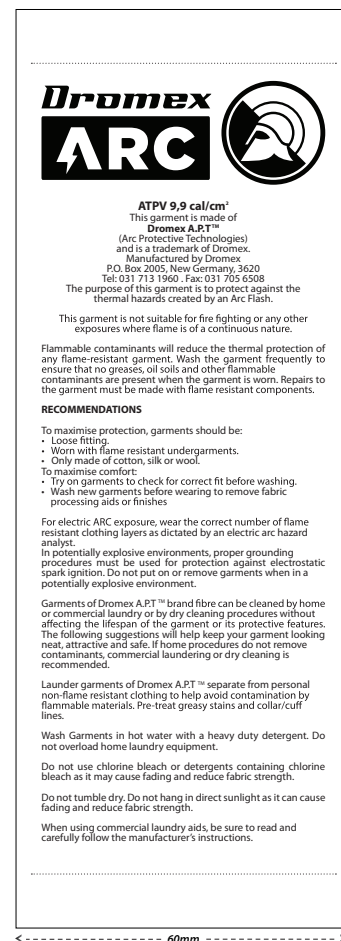 Dromex
ARC
ATPV 9,9 cal/cm²
This garment is made of
Dromex A.P.T™
(Arc Protective Technologies)
and is a trademark of Dromex.
Manufactured by Dromex
P.O. Box 2005, New Germany, 3620
Tel: 031 713 1960 . Fax: 031 705 6508
The purpose of this garment is to protect against the
thermal hazards created by an Arc Flash.
This garment is not suitable for fire fighting or any other
exposures where flame is of a continuous nature.
Flammable contaminants will reduce the thermal protection of
any flame-resistant garment. Wash the garment frequently to
ensure that no greases, oil soils and other flammable
contaminants are present when the garment is worn. Repairs to
the garment must be made with flame resistant components.
RECOMMENDATIONS
To maximise protection, garments should be:
• Loose fitting.
• Worn with flame resistant undergarments.
• Only made of cotton, silk or wool.
To maximise comfort:
• Try on garments to check for correct fit before washing.
• Wash new garments before wearing to remove fabric
processing aids or finishes
For electric ARC exposure, wear the correct number of flame
resistant clothing layers as dictated by an electric arc hazard
analyst.
In potentially explosive environments, proper grounding
procedures must be used for protection against electrostatic
spark ignition. Do not put on or remove garments when in a
potentially explosive environment.
Garments of Dromex A.P.T ™ brand fibre can be cleaned by home
or commercial laundry or by dry cleaning procedures without
affecting the lifespan of the garment or its protective features.
The following suggestions will help keep your garment looking
neat, attractive and safe. If home procedures do not remove
contaminants, commercial laundering or dry cleaning is
recommended.
Launder garments of Dromex A.P.T ™ separate from personal
non-flame resistant clothing to help avoid contamination by
flammable materials. Pre-treat greasy stains and collar/cuff
lines.
Wash Garments in hot water with a heavy duty detergent. Do
not overload home laundry equipment.
Do not use chlorine bleach or detergents containing chlorine
bleach as it may cause fading and reduce fabric strength.
Do not tumble dry. Do not hang in direct sunlight as it can cause
fading and reduce fabric strength.
When using commercial laundry aids, be sure to read and
carefully follow the manufacturer's instructions.
60mm